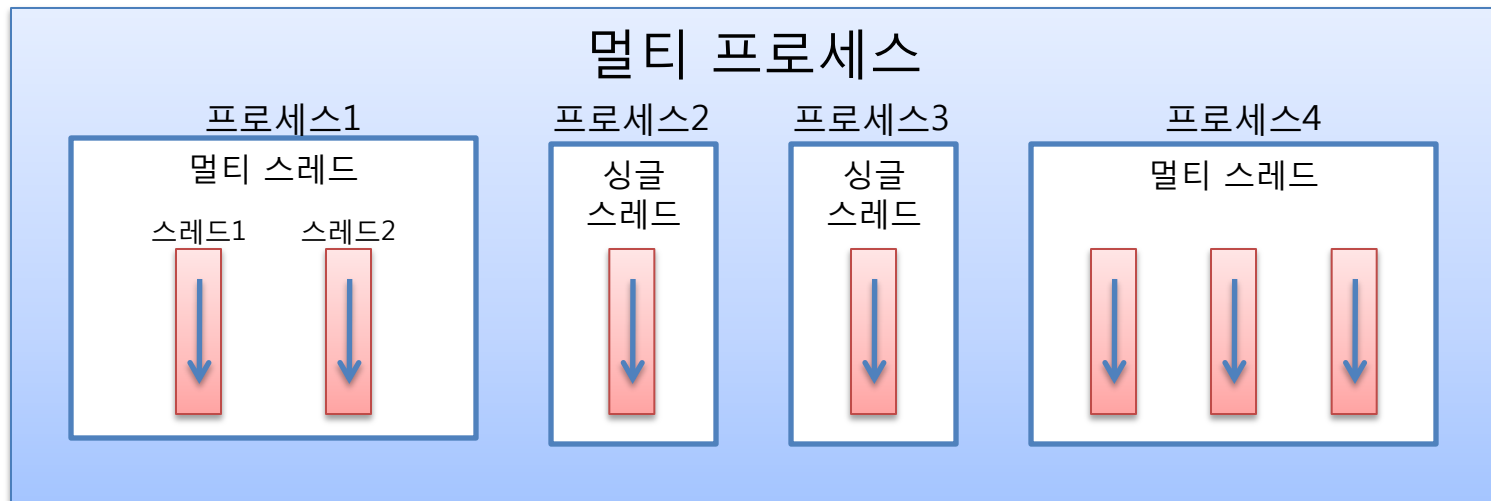 멀티 프로세스
프로세스1
멀티 스레드
스레드1
스레드2
프로세스2
싱글
스레드
프로세스3
싱글
스레드
프로세스4
멀티 스레드